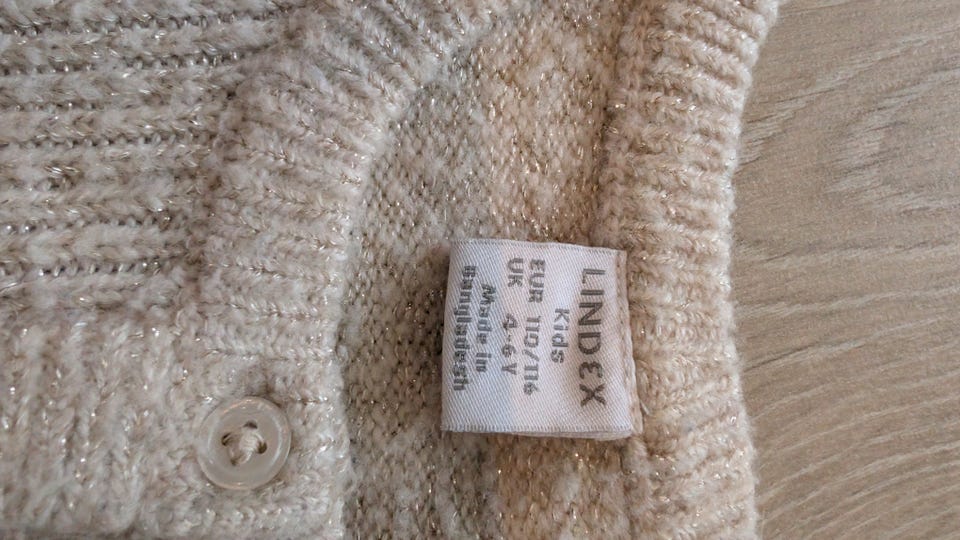 LINDEX
Kids
EUR 110/116
UK 4-6Y
Made in
Bangladesh